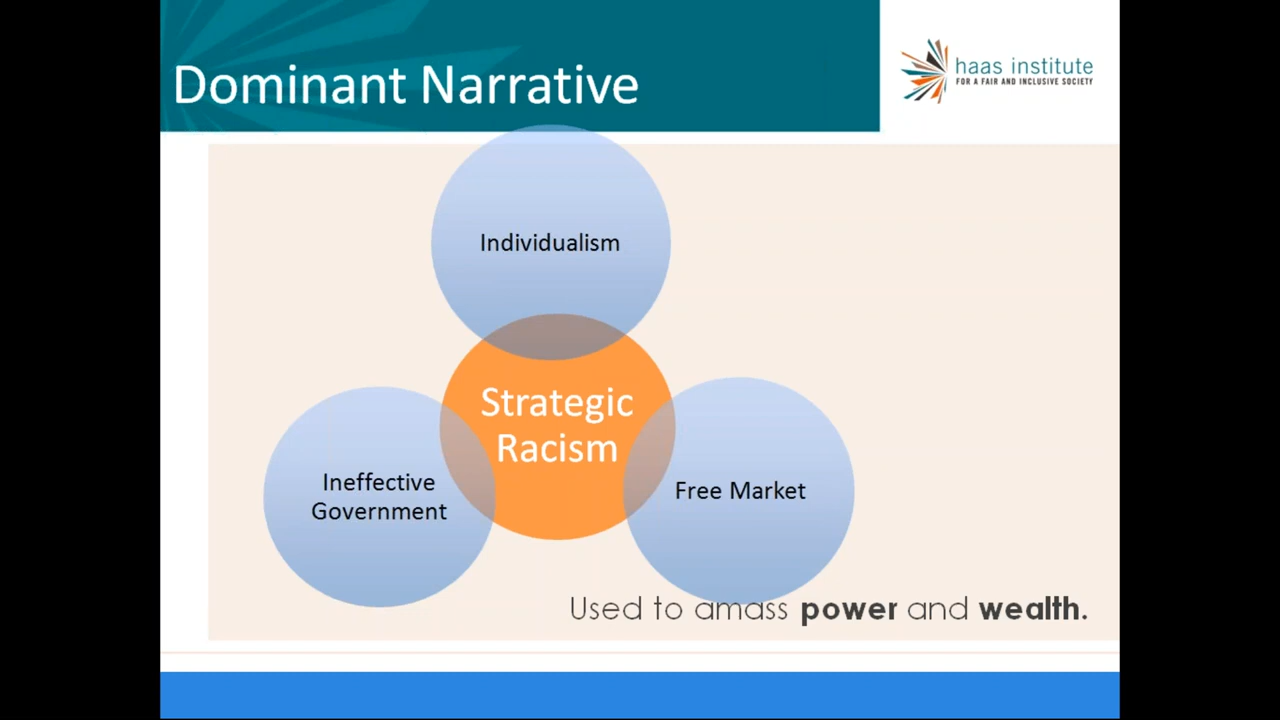 Dominant Narrative
haas institute
FOR A FAIR AND INCLUSIVE SOCIETY
Individualism
Strategic
Racism
Ineffective
Government
Free Market
Used to amass power and wealth.